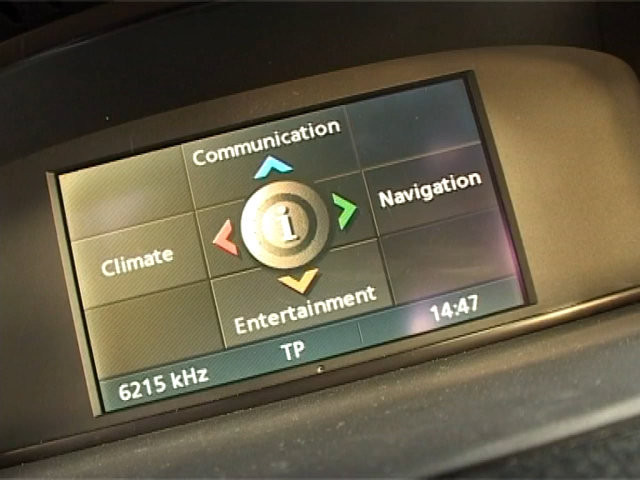 Communication
Navigation
i
Climate
Entertainment
6215 kHz
TP
14:47